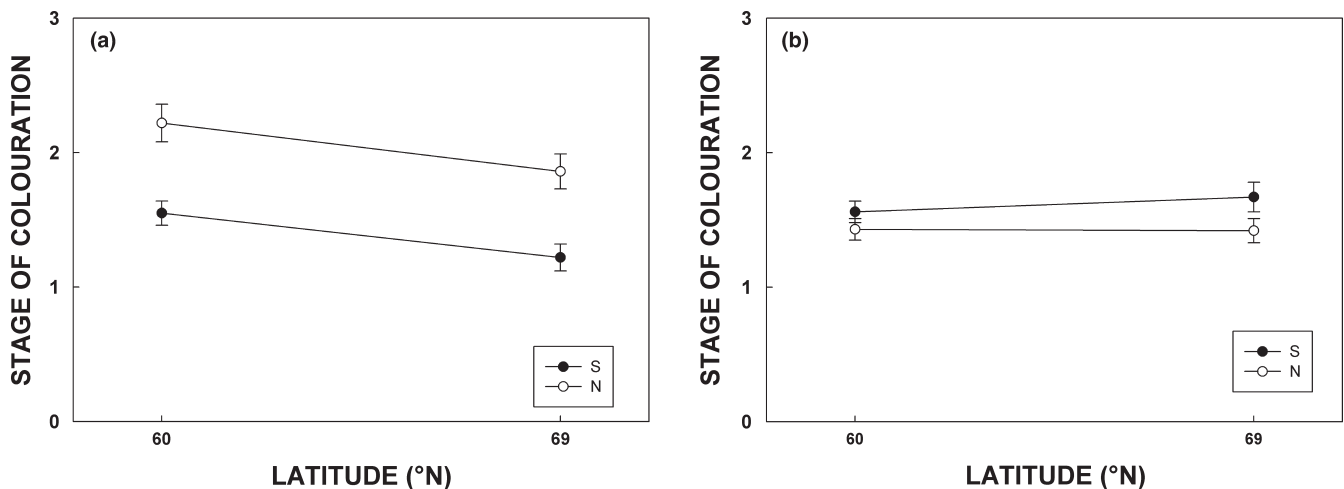 (a)
STAGE OF COLOURATION
3
2
1
0
60
69
LATITUDE (°N)
S
N
(b)
STAGE OF COLOURATION
3
2
1
0
60
69
LATITUDE (°N)
S
N